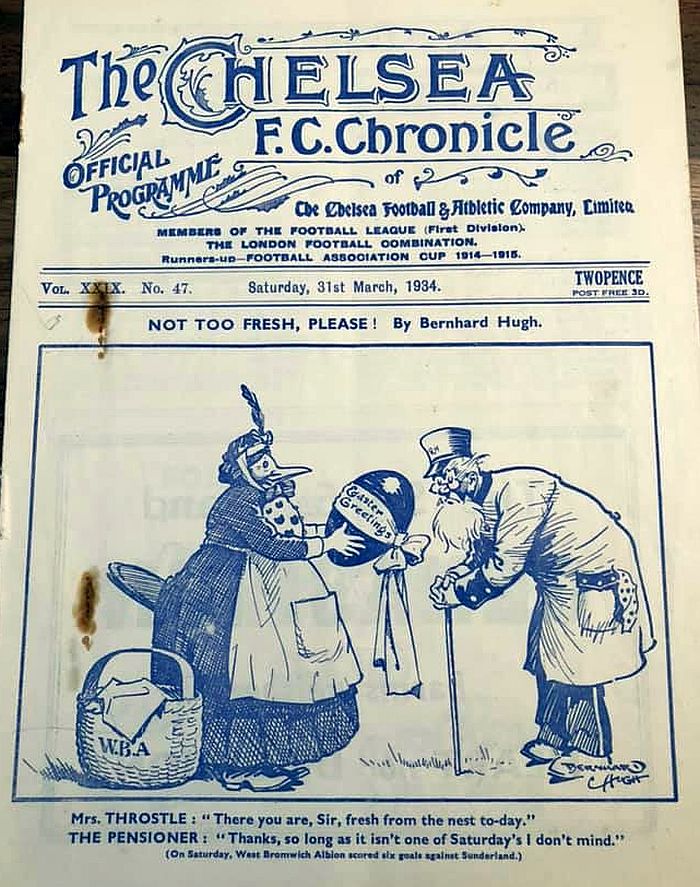 The CHELSEA
F.C. Chronicle
OFFICIAL
PROGRAMME
of
The Chelsea Football & Athletic Company, Limited.
MEMBERS OF THE FOOTBALL LEAGUE (First Division).
THE LONDON FOOTBALL COMBINATION.
Runners-up—FOOTBALL ASSOCIATION CUP 1914—1915.
VOL. XXIX. No. 47.
Saturday, 31st March, 1934.
TWOPENCE
POST FREE 3D.
NOT TOO FRESH, PLEASE! By Bernhard Hugh.
Easter
Greetings
RH
W.B.A
BERNHARD
HUGH
Mrs. THROSTLE: "There you are, Sir, fresh from the nest to-day."
THE PENSIONER: "Thanks, so long as it isn't one of Saturday's I don't mind."
(On Saturday, West Bromwich Albion scored six goals against Sunderland.)